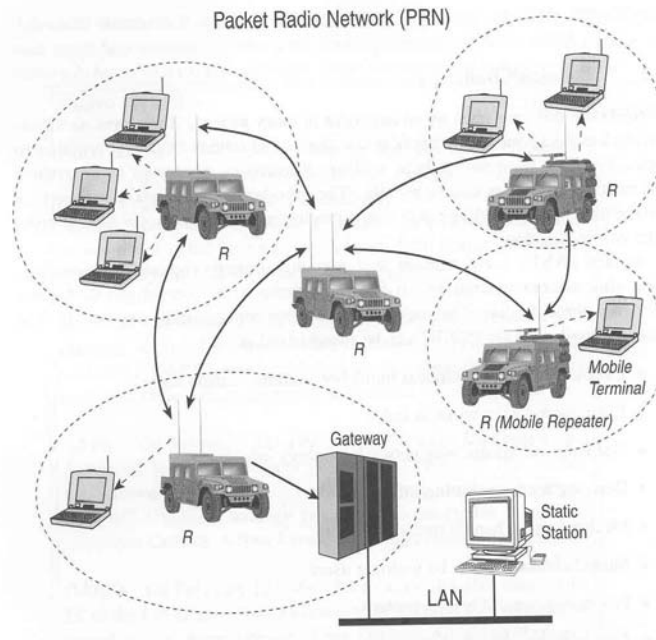 Packet Radio Network (PRN)
R
R
R
Mobile
Terminal
R (Mobile Repeater)
Gateway
R
Static
Station
LAN